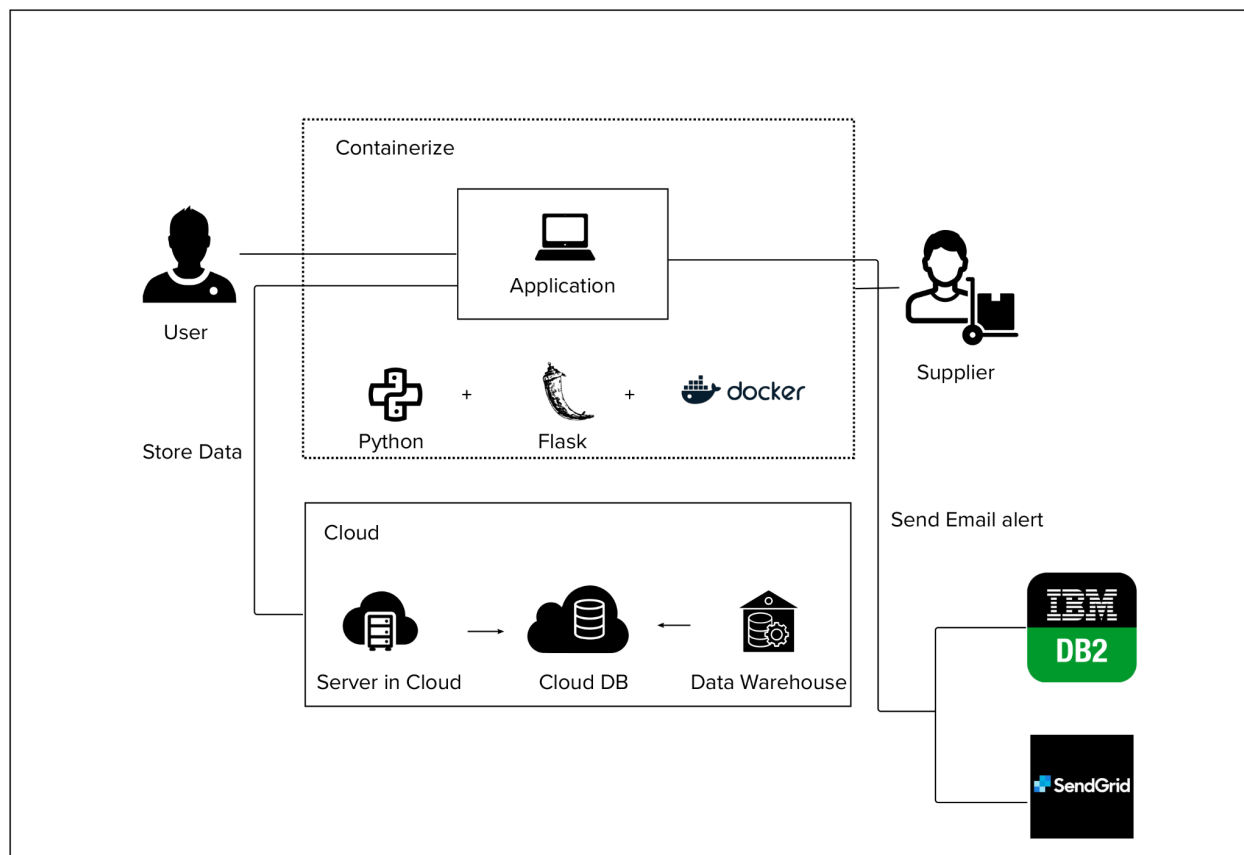 Containerize
Application
User
Supplier
+
+
docker
Python
Flask
Store Data
Send Email alert
Cloud
IBM
DB2
Server in Cloud
Cloud DB
Data Warehouse
SendGrid